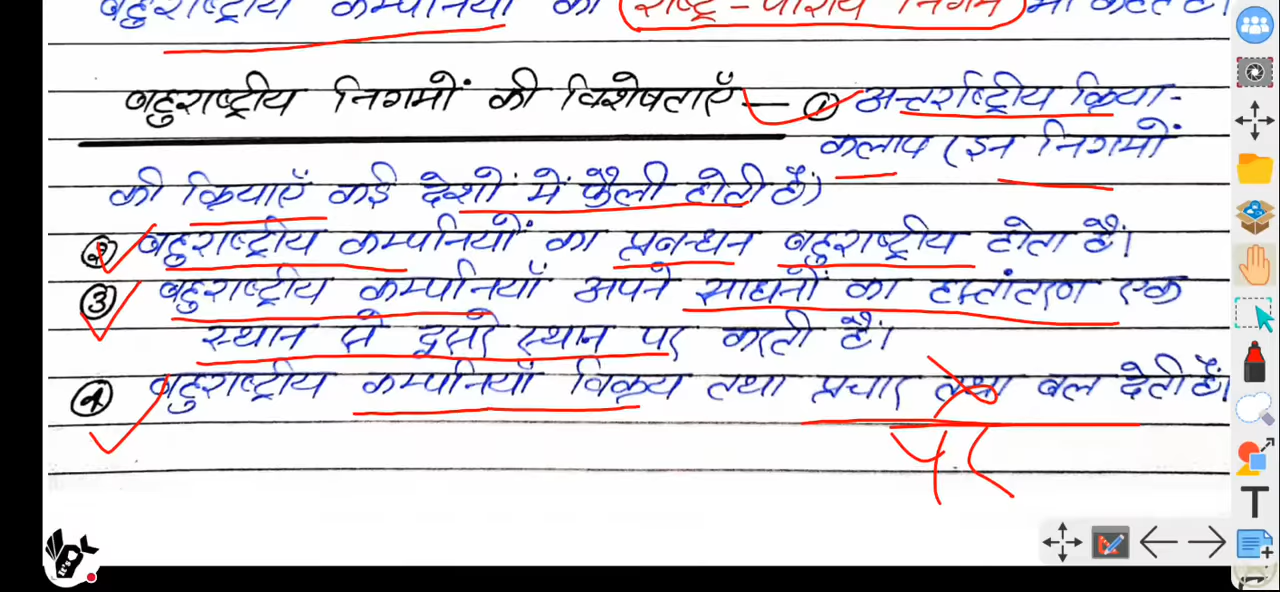 बहुराष्ट्रीय कम्पनियों को (राष्ट्र-पारीय निगम) भी कहते हैं।
बहुराष्ट्रीय निगमों की विशेषताएँ — ① अन्तर्राष्ट्रीय क्रिया-
कलाप (इन निगमों
की क्रियाएँ कई देशों में फैली होती हैं)
② बहुराष्ट्रीय कम्पनियों का प्रबन्धन बहुराष्ट्रीय होता है।
③ बहुराष्ट्रीय कम्पनियाँ अपने साधनों का हस्तांतरण एक
स्थान से दूसरे स्थान पर करती हैं।
④ बहुराष्ट्रीय कम्पनियाँ विक्रय तथा प्रचार तथा बल देती हैं।
पर
T